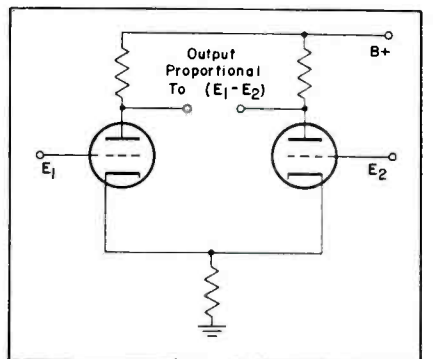 Output
Proportional
To (E₁-E₂)
B+
E₁
E₂